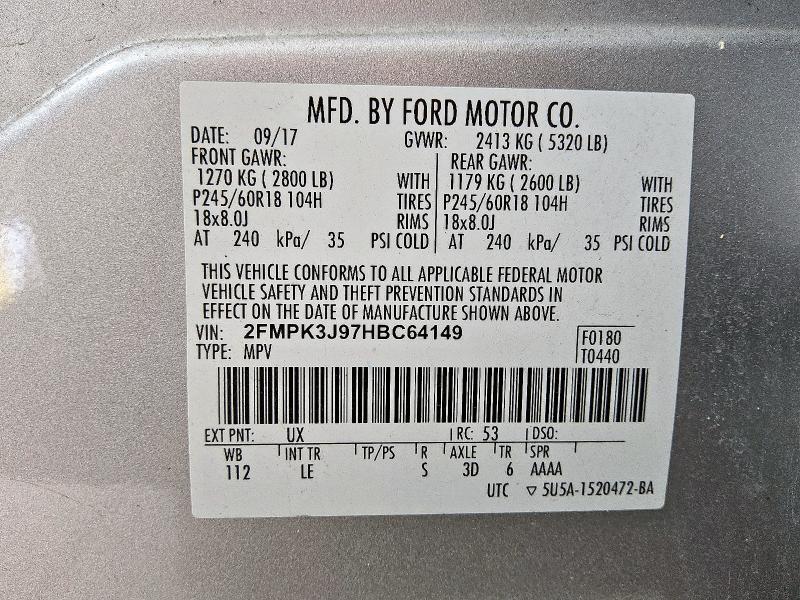 MFD. BY FORD MOTOR CO.
DATE: 09/17 GVWR: 2413 KG ( 5320 LB)
FRONT GAWR: REAR GAWR:
1270 KG ( 2800 LB) WITH 1179 KG ( 2600 LB) WITH
P245/60R18 104H TIRES P245/60R18 104H TIRES
18x8.0J RIMS 18x8.0J RIMS
AT 240 kPa/ 35 PSI COLD AT 240 kPa/ 35 PSI COLD
THIS VEHICLE CONFORMS TO ALL APPLICABLE FEDERAL MOTOR
VEHICLE SAFETY AND THEFT PREVENTION STANDARDS IN
EFFECT ON THE DATE OF MANUFACTURE SHOWN ABOVE.
VIN: 2FMPK3J97HBC64149 F0180
TYPE: MPV T0440
EXT PNT: UX RC: 53 DSO:
WB INT TR TP/PS R AXLE TR SPR
112 LE S 3D 6 AAAA
UTC ▽ 5U5A-1520472-BA